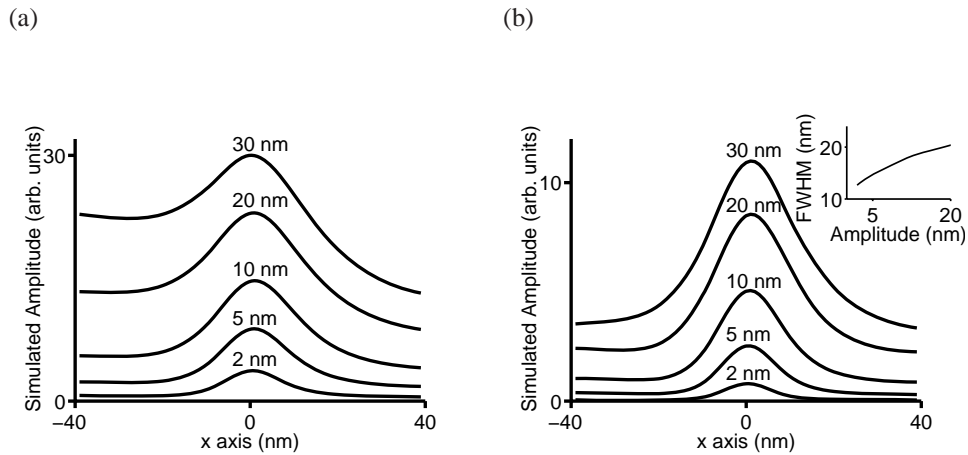 (a)
Simulated Amplitude (arb. units)
30
0
30 nm
20 nm
10 nm
5 nm
2 nm
−40
0
40
x axis (nm)
(b)
Simulated Amplitude (arb. units)
10
0
30 nm
20 nm
10 nm
5 nm
2 nm
−40
0
40
x axis (nm)
FWHM (nm)
20
10
5
20
Amplitude (nm)